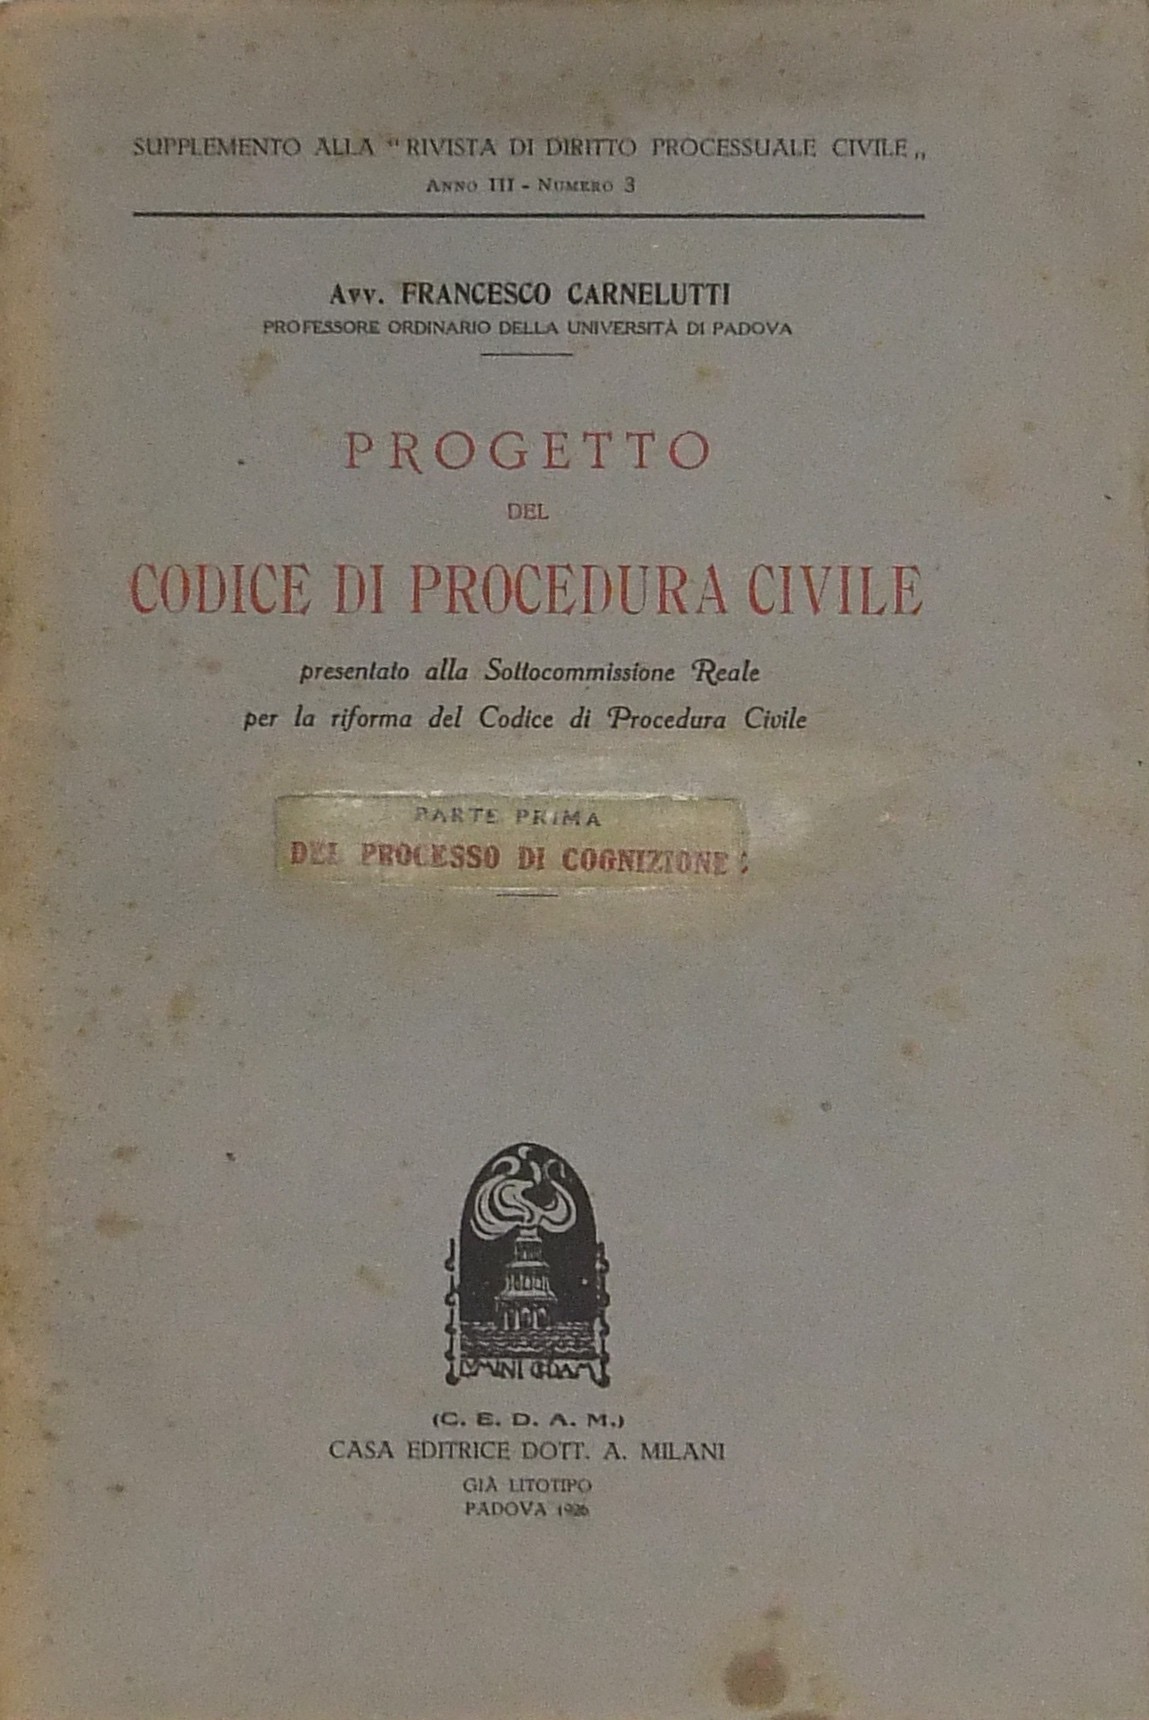 SUPPLEMENTO ALLA “ RIVISTA DI DIRITTO PROCESSUALE CIVILE „
ANNO III - NUMERO 3
Avv. FRANCESCO CARNELUTTI
PROFESSORE ORDINARIO DELLA UNIVERSITÀ DI PADOVA
PROGETTO
DEL
CODICE DI PROCEDURA CIVILE
presentato alla Sottocommissione Reale
per la riforma del Codice di Procedura Civile
PARTE PRIMA
DEL PROCESSO DI COGNIZIONE
(C. E. D. A. M.)
CASA EDITRICE DOTT. A. MILANI
GIÀ LITOTIPO
PADOVA 1926